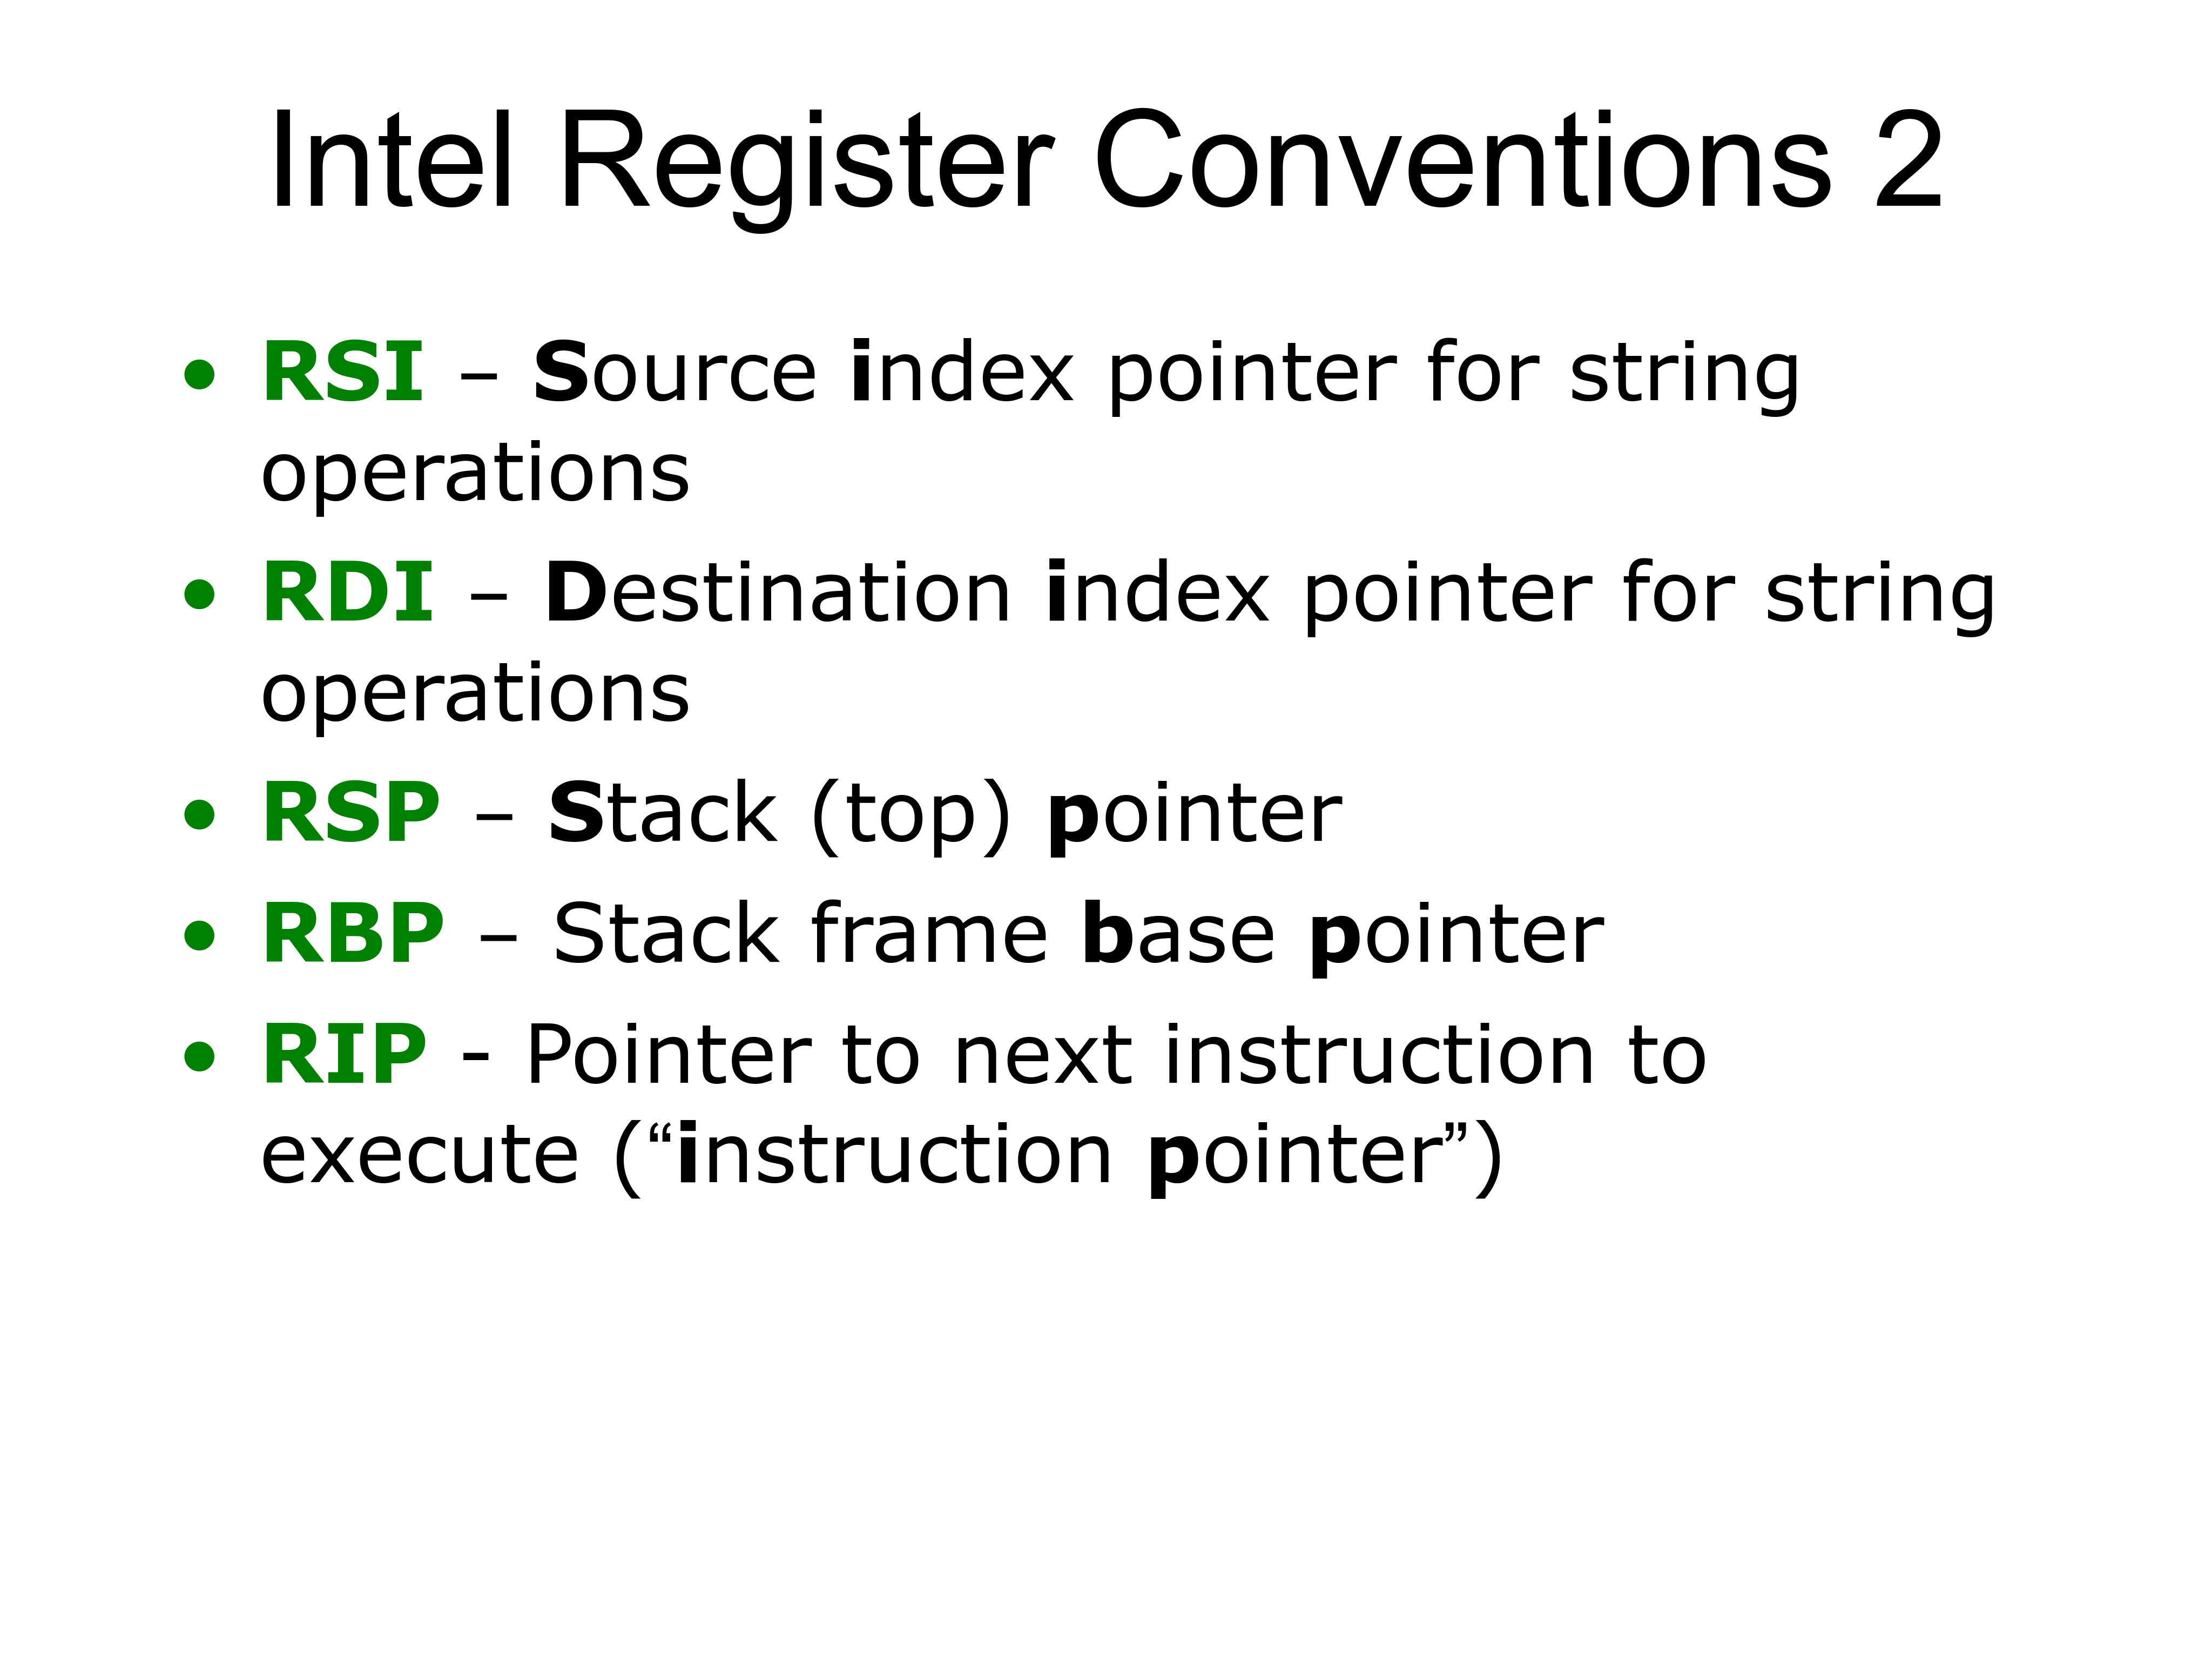 Intel Register Conventions 2
• RSI – Source index pointer for string
operations
• RDI – Destination index pointer for string
operations
• RSP – Stack (top) pointer
• RBP – Stack frame base pointer
• RIP - Pointer to next instruction to
execute (“instruction pointer”)